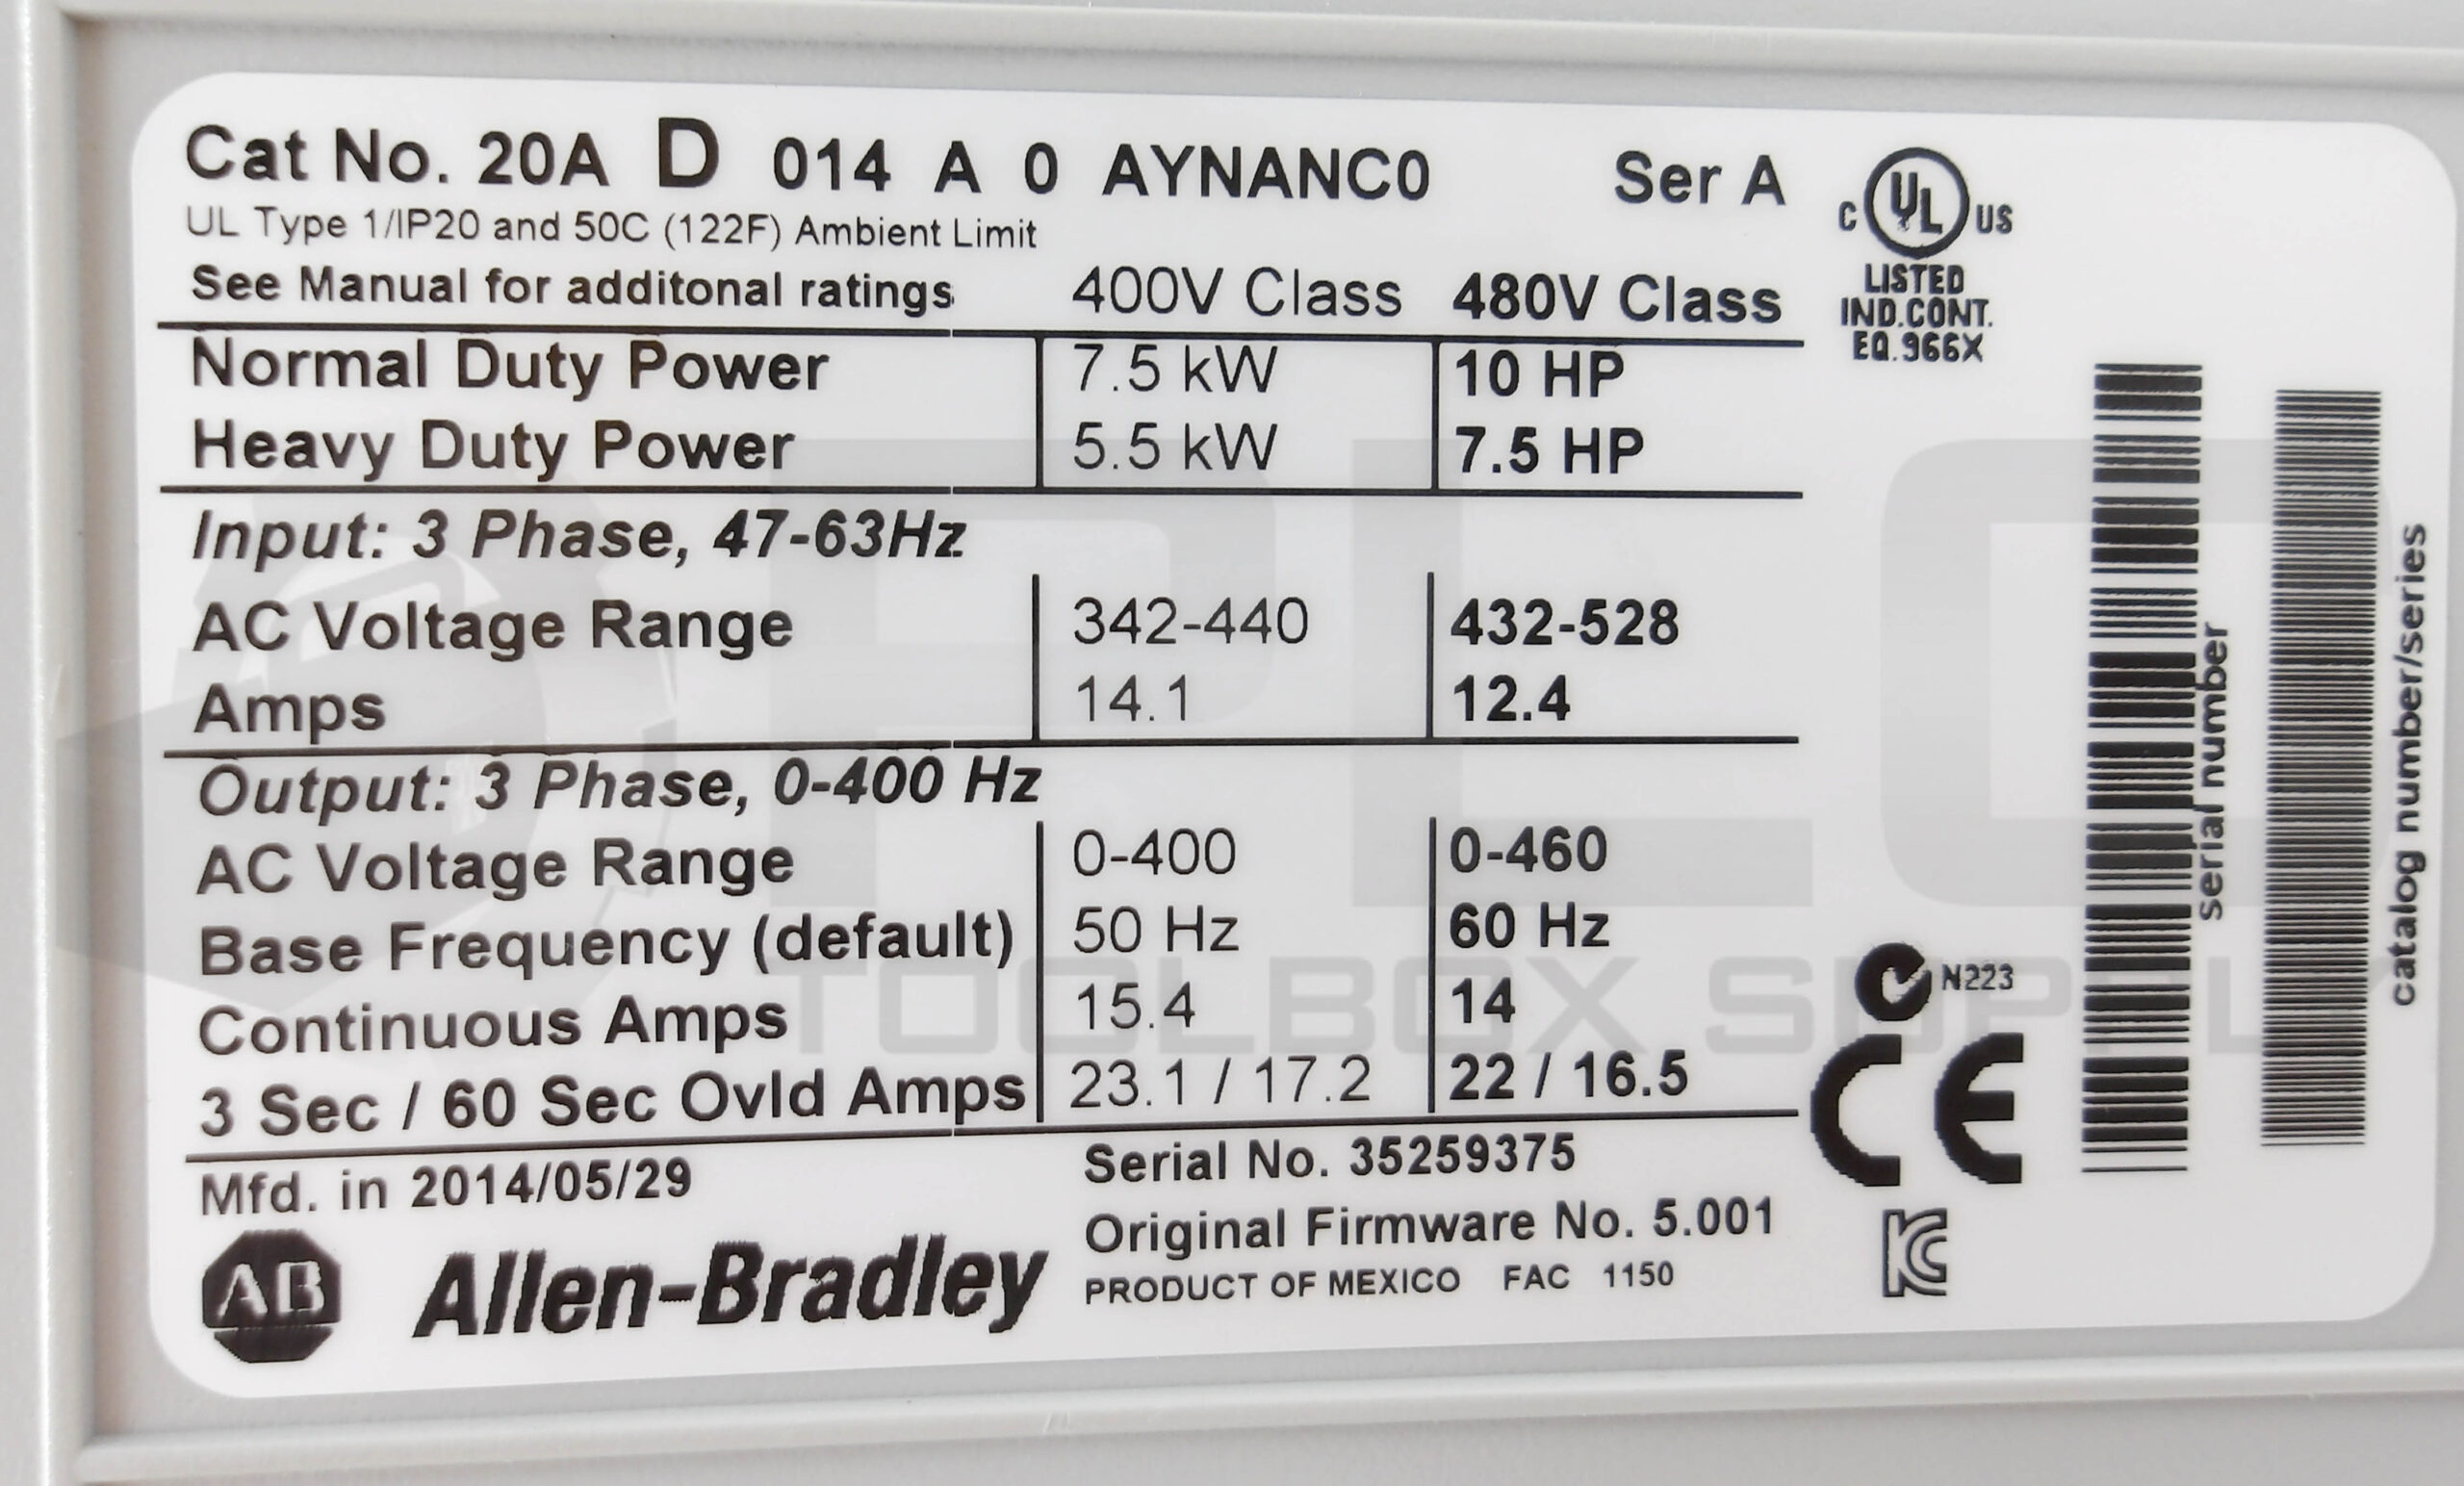 Cat No. 20A D 014 A 0 AYNANC0 Ser A
UL Type 1/IP20 and 50C (122F) Ambient Limit
See Manual for additonal ratings 400V Class 480V Class
Normal Duty Power 7.5 kW 10 HP
Heavy Duty Power 5.5 kW 7.5 HP
Input: 3 Phase, 47-63Hz
AC Voltage Range 342-440 432-528
Amps 14.1 12.4
Output: 3 Phase, 0-400 Hz
AC Voltage Range 0-400 0-460
Base Frequency (default) 50 Hz 60 Hz
Continuous Amps 15.4 14
3 Sec / 60 Sec Ovld Amps 23.1 / 17.2 22 / 16.5
Mfd. in 2014/05/29
Serial No. 35259375
Original Firmware No. 5.001
PRODUCT OF MEXICO FAC 1150
AB Allen-Bradley
C UL US
LISTED
IND.CONT.
EQ.966X
N223
CE
KC
serial number
catalog number/series
PLC
TOOLBOX SUPPLY